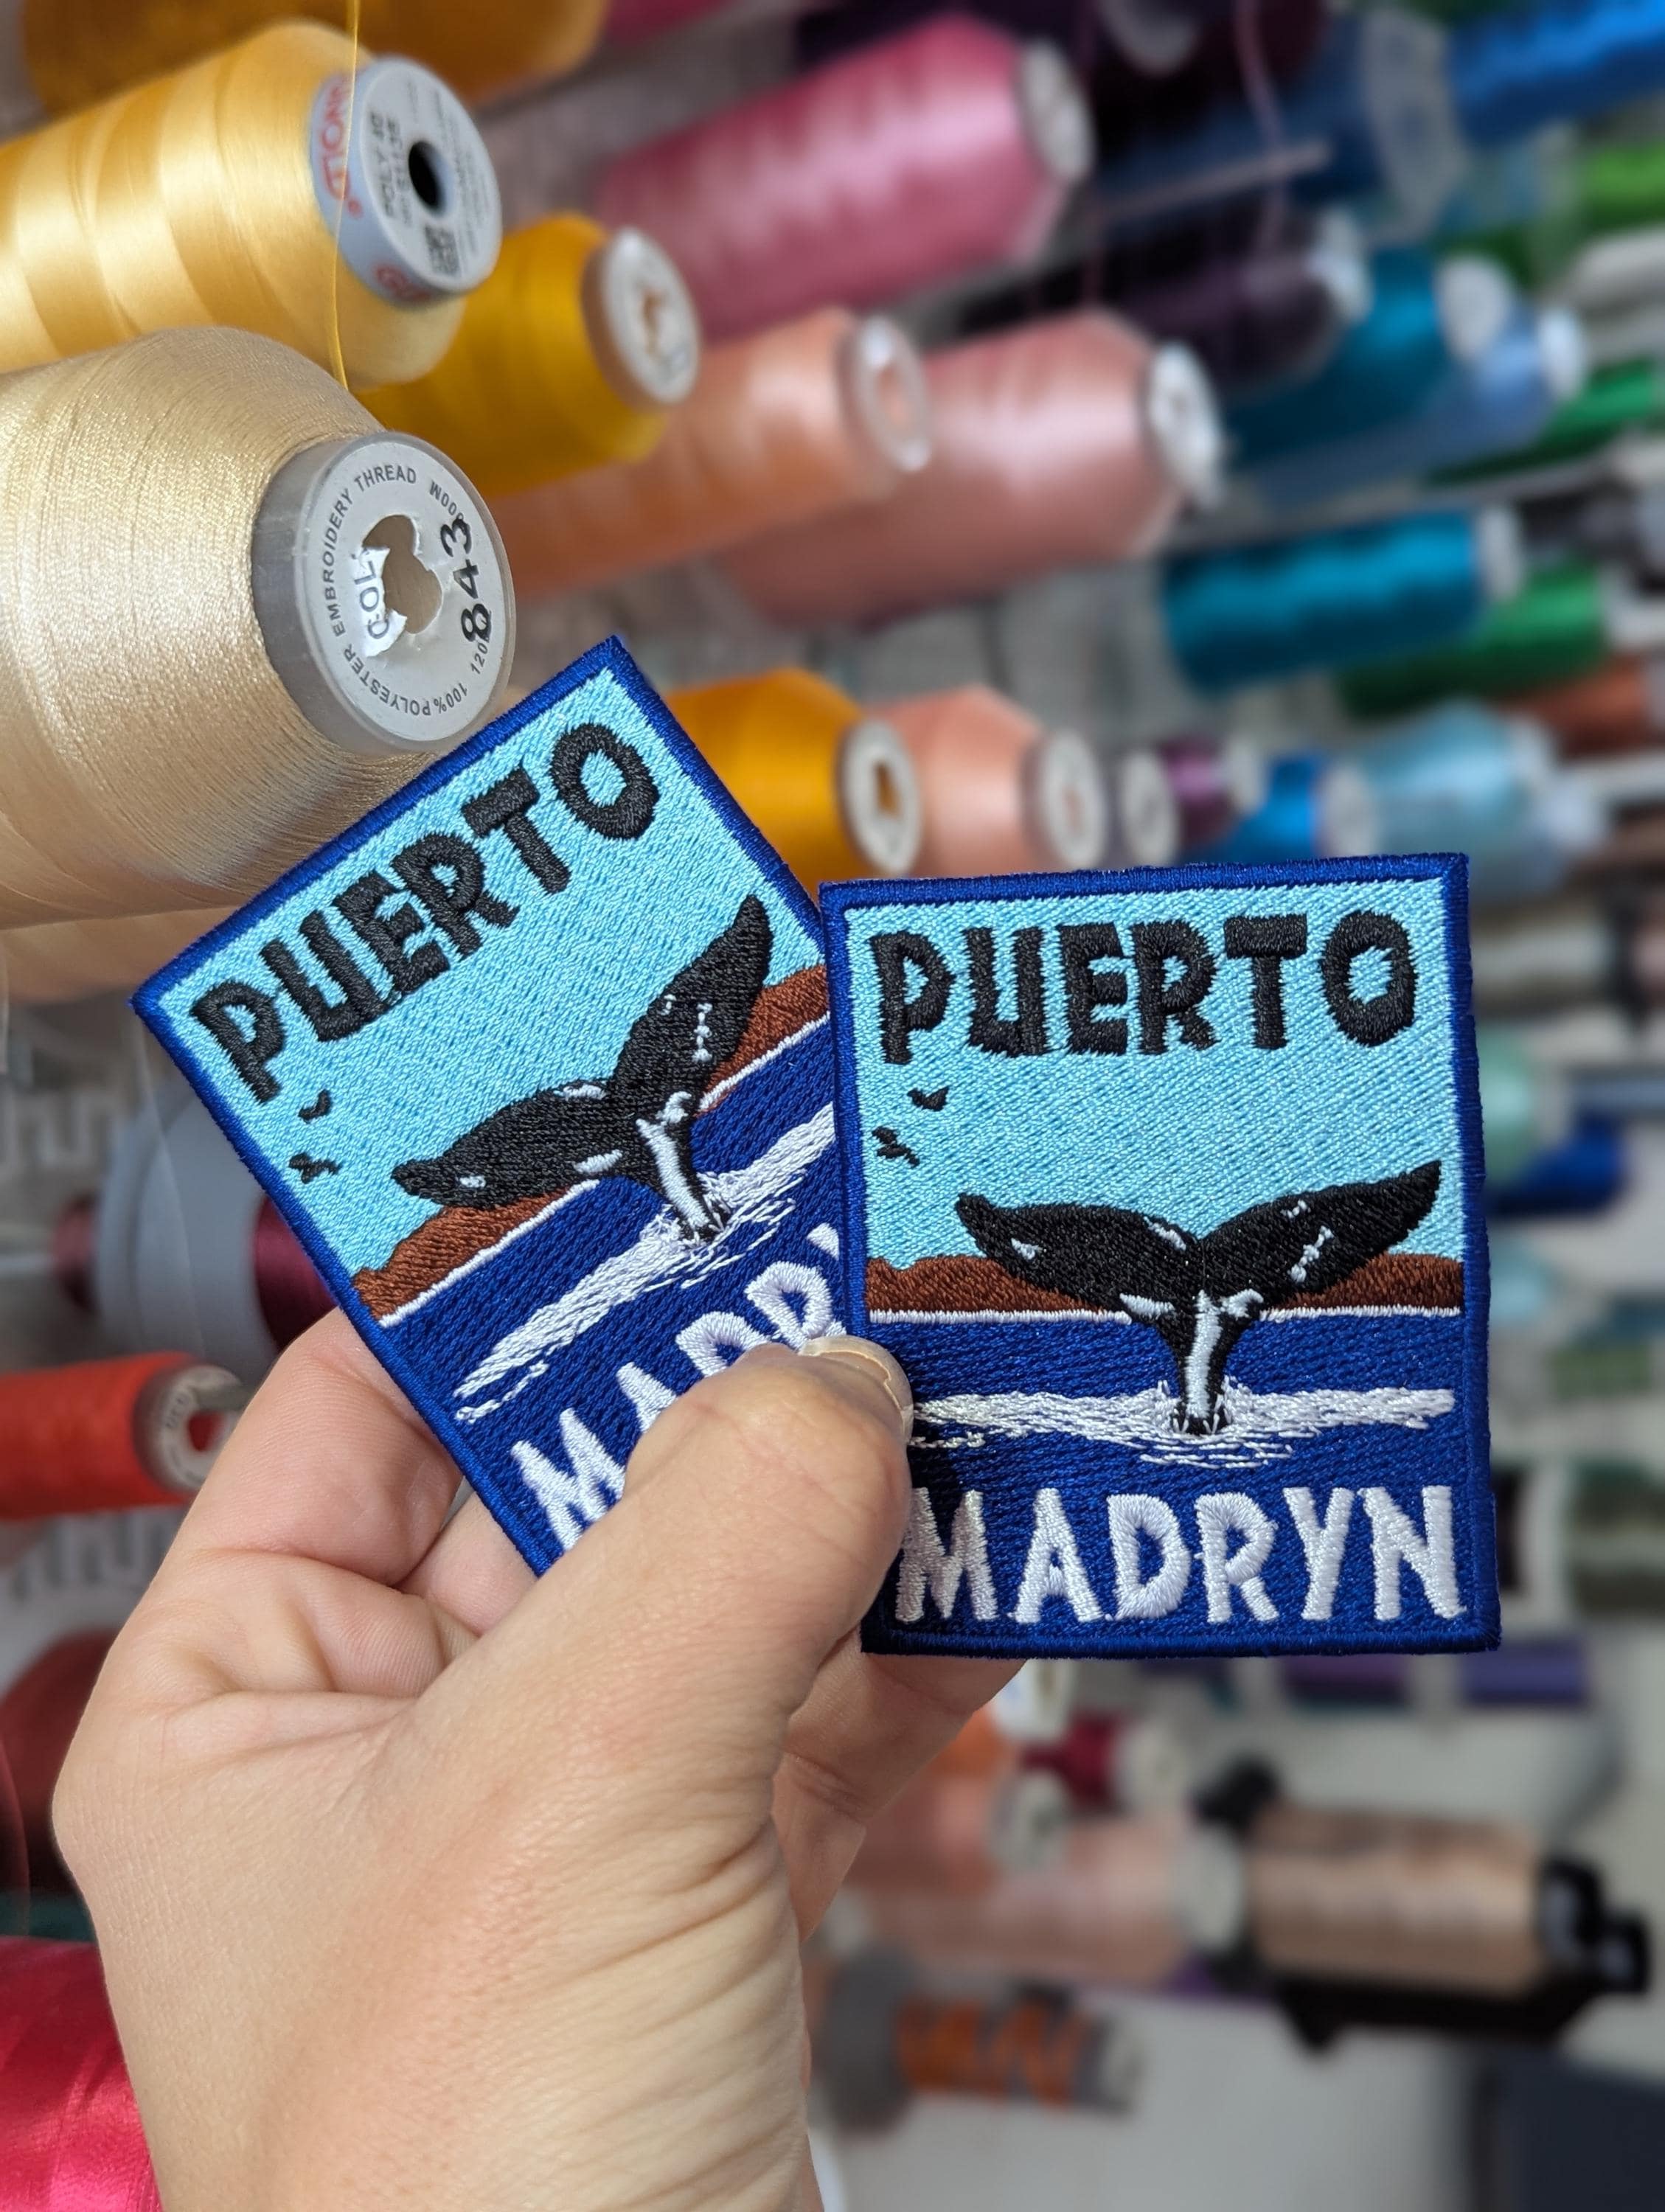 100% POLYESTER EMBROIDERY THREAD
COL.
843
PUERTO
MADR
PUERTO
MADRYN